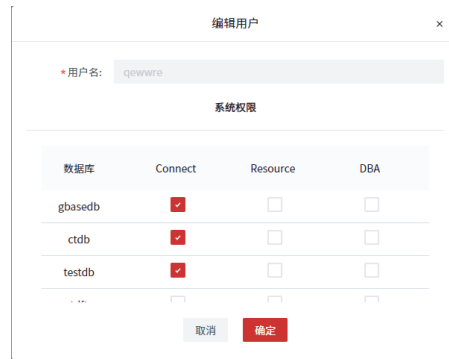 编辑用户 ×
*用户名: qewwre
系统权限
数据库 Connect Resource DBA
gbasedb
ctdb
testdb
取消 确定